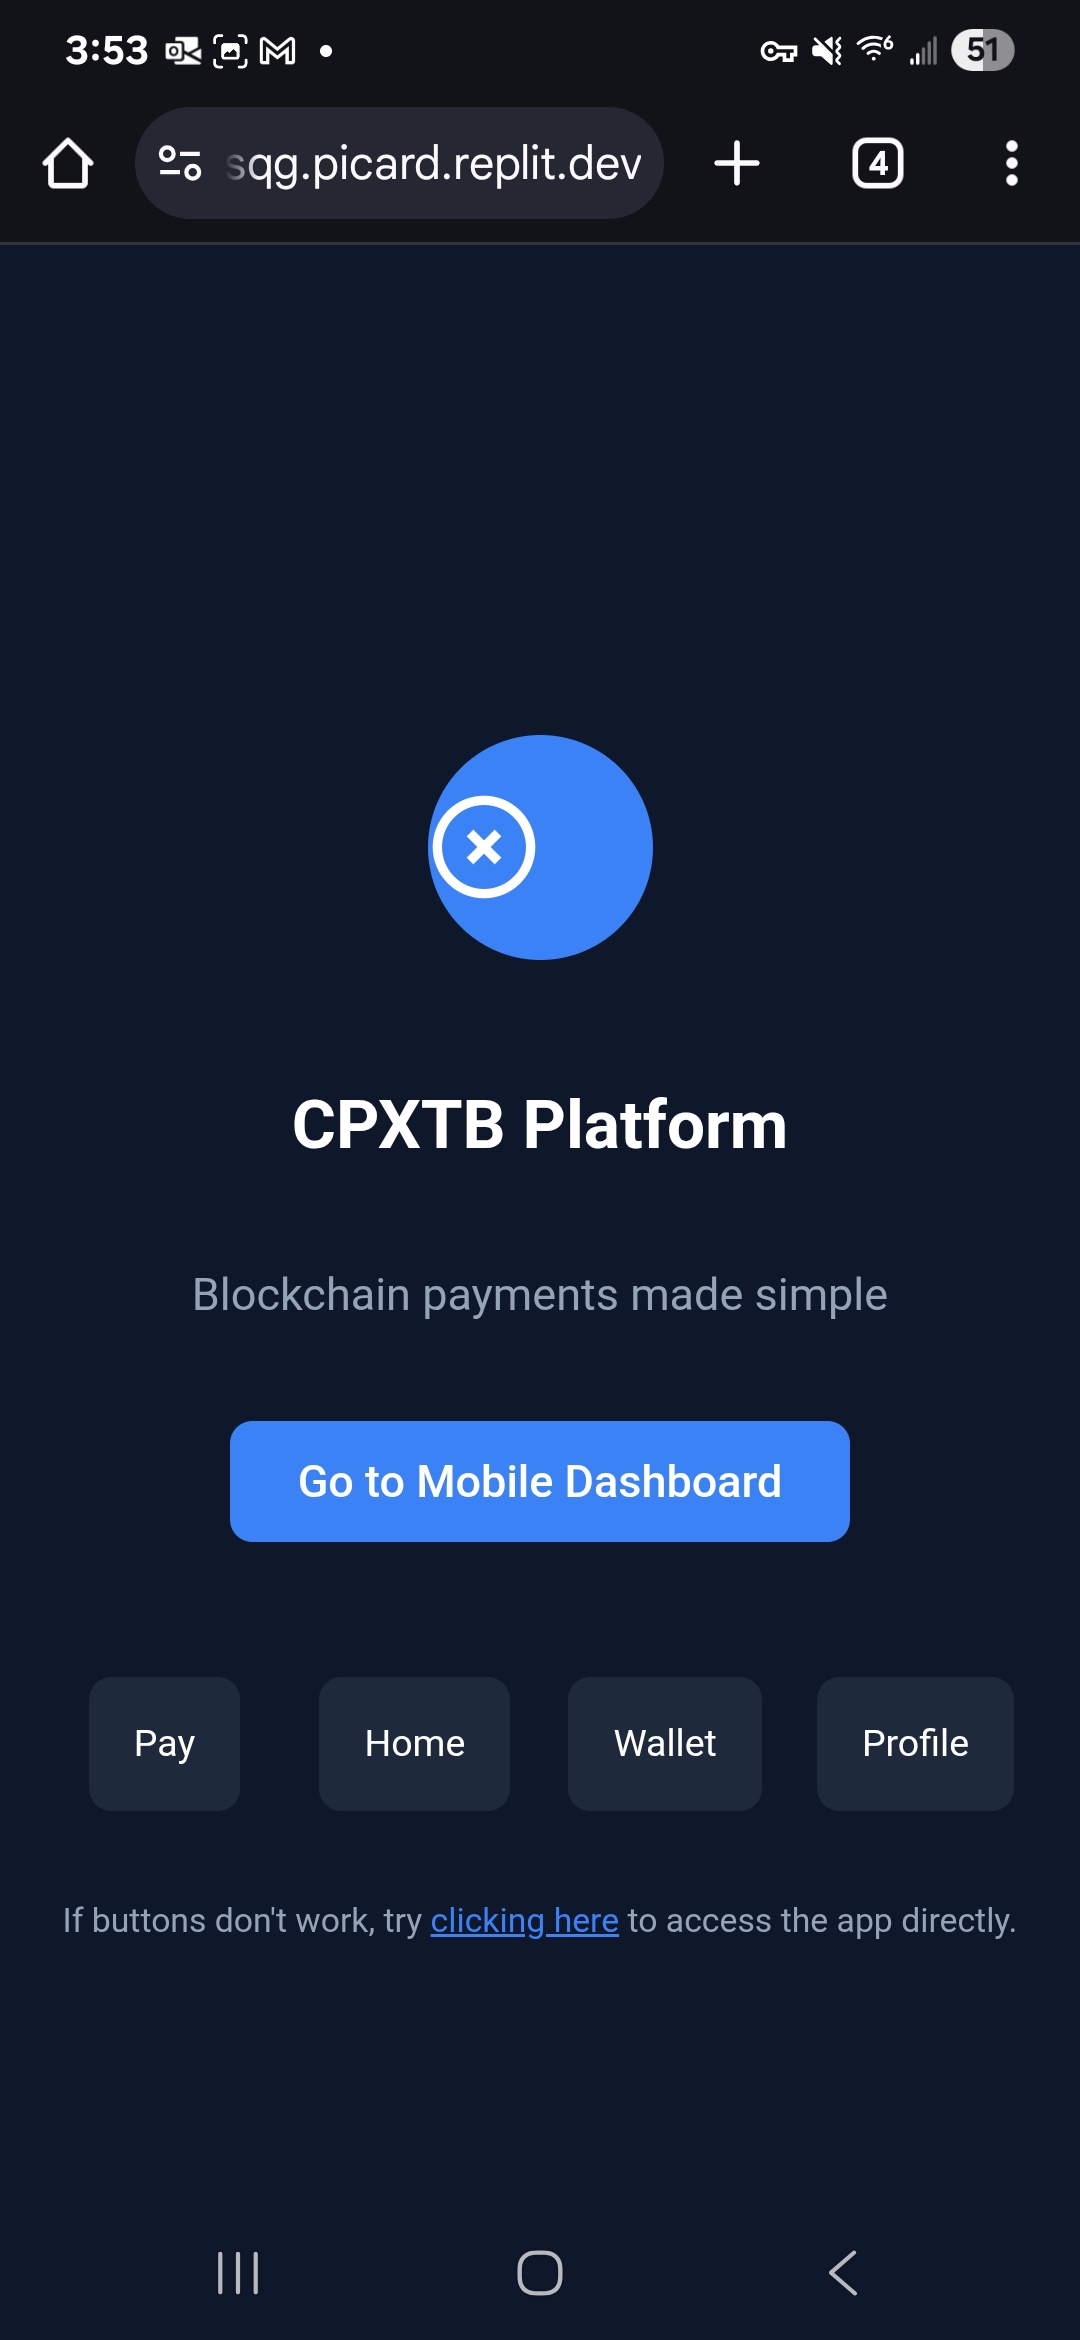 3:53
51
sqg.picard.replit.dev
4
CPXTB Platform
Blockchain payments made simple
Go to Mobile Dashboard
Pay Home Wallet Profile
If buttons don't work, try clicking here to access the app directly.